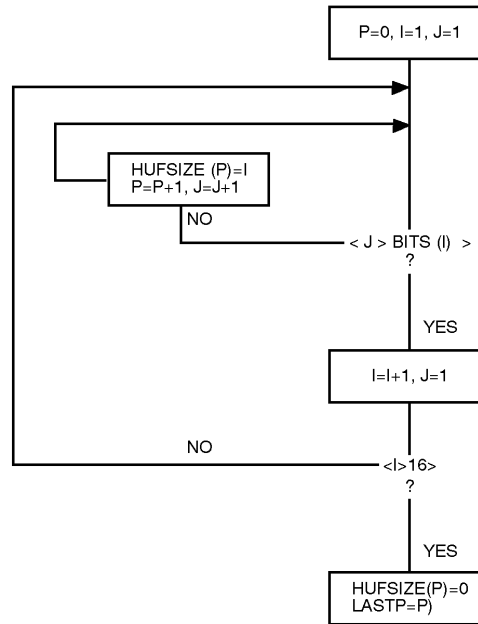 P=0, I=1, J=1
HUFSIZE (P)=I
P=P+1, J=J+1
NO
< J > BITS (I) >
?
YES
I=I+1, J=1
NO
<I>16>
?
YES
HUFSIZE(P)=0
LASTP=P)